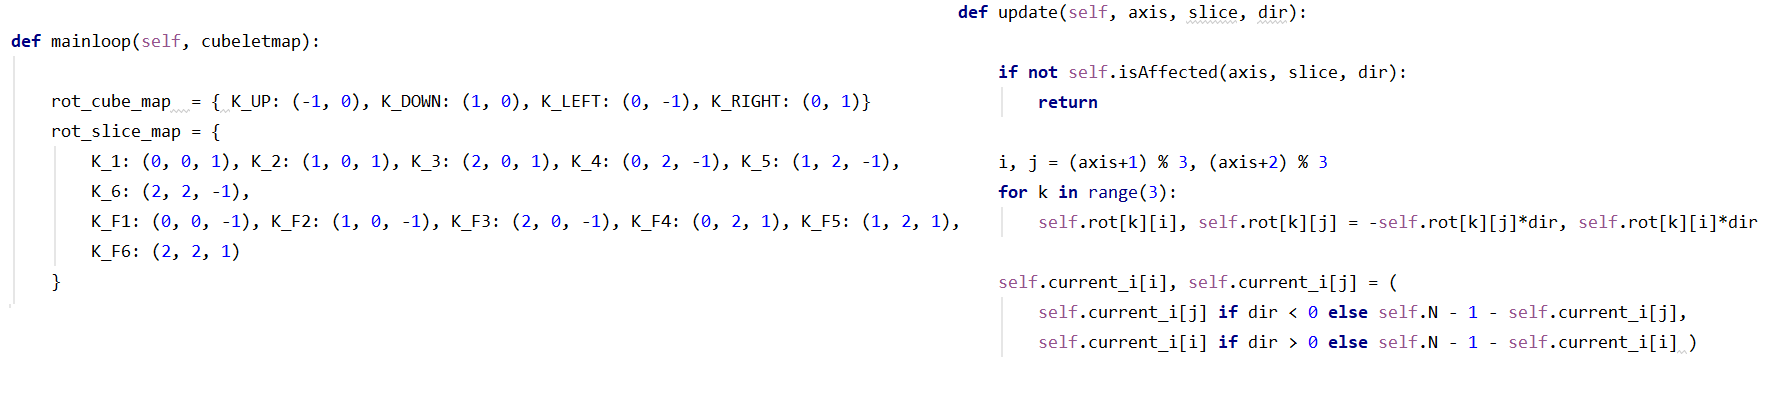 def mainloop(self, cubeletmap):
rot_cube_map  = { K_UP: (-1, 0), K_DOWN: (1, 0), K_LEFT: (0, -1), K_RIGHT: (0, 1)}
rot_slice_map = {
K_1: (0, 0, 1), K_2: (1, 0, 1), K_3: (2, 0, 1), K_4: (0, 2, -1), K_5: (1, 2, -1),
K_6: (2, 2, -1),
K_F1: (0, 0, -1), K_F2: (1, 0, -1), K_F3: (2, 0, -1), K_F4: (0, 2, 1), K_F5: (1, 2, 1),
K_F6: (2, 2, 1)
}
def update(self, axis, slice, dir):
if not self.isAffected(axis, slice, dir):
return
i, j = (axis+1) % 3, (axis+2) % 3
for k in range(3):
self.rot[k][i], self.rot[k][j] = -self.rot[k][j]*dir, self.rot[k][i]*dir
self.current_i[i], self.current_i[j] = (
self.current_i[j] if dir < 0 else self.N - 1 - self.current_i[j],
self.current_i[i] if dir > 0 else self.N - 1 - self.current_i[i] )